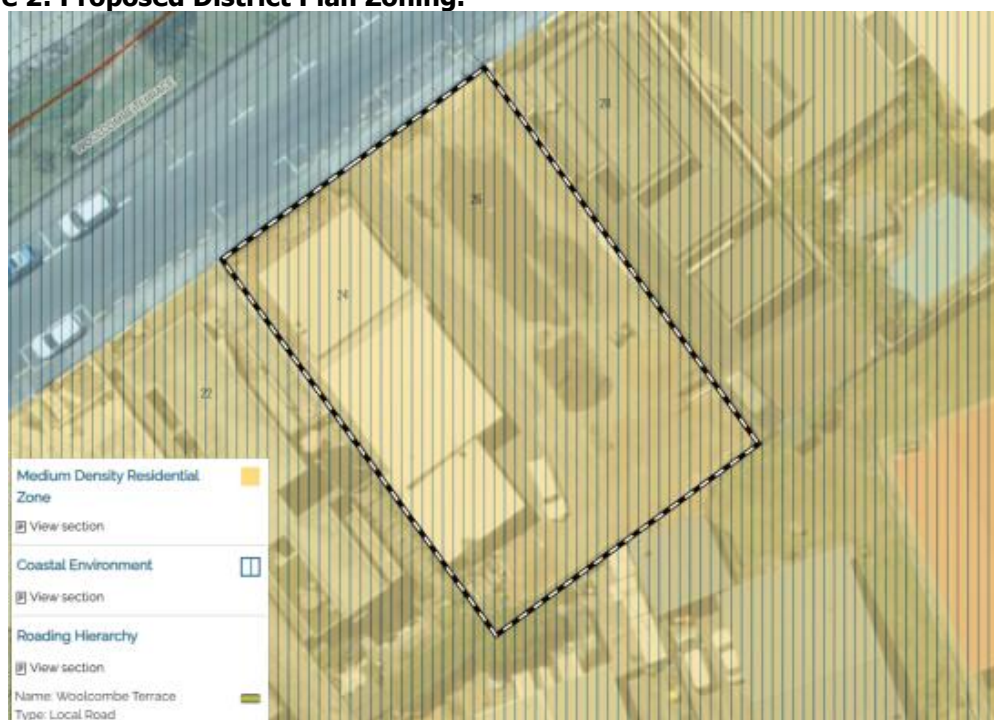 e 2: Proposed District Plan Zoning.
WOOLCOMBE TERRACE
28
26
24
22
Medium Density Residential
Zone
View section
Coastal Environment
View section
Roading Hierarchy
View section
Name: Woolcombe Terrace
Type: Local Road